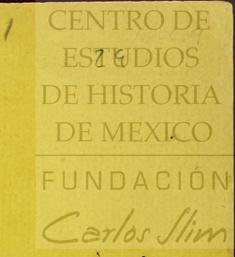 CENTRO DE
ESTUDIOS
DE HISTORIA
DE MEXICO
FUNDACIÓN
Carlos Slim